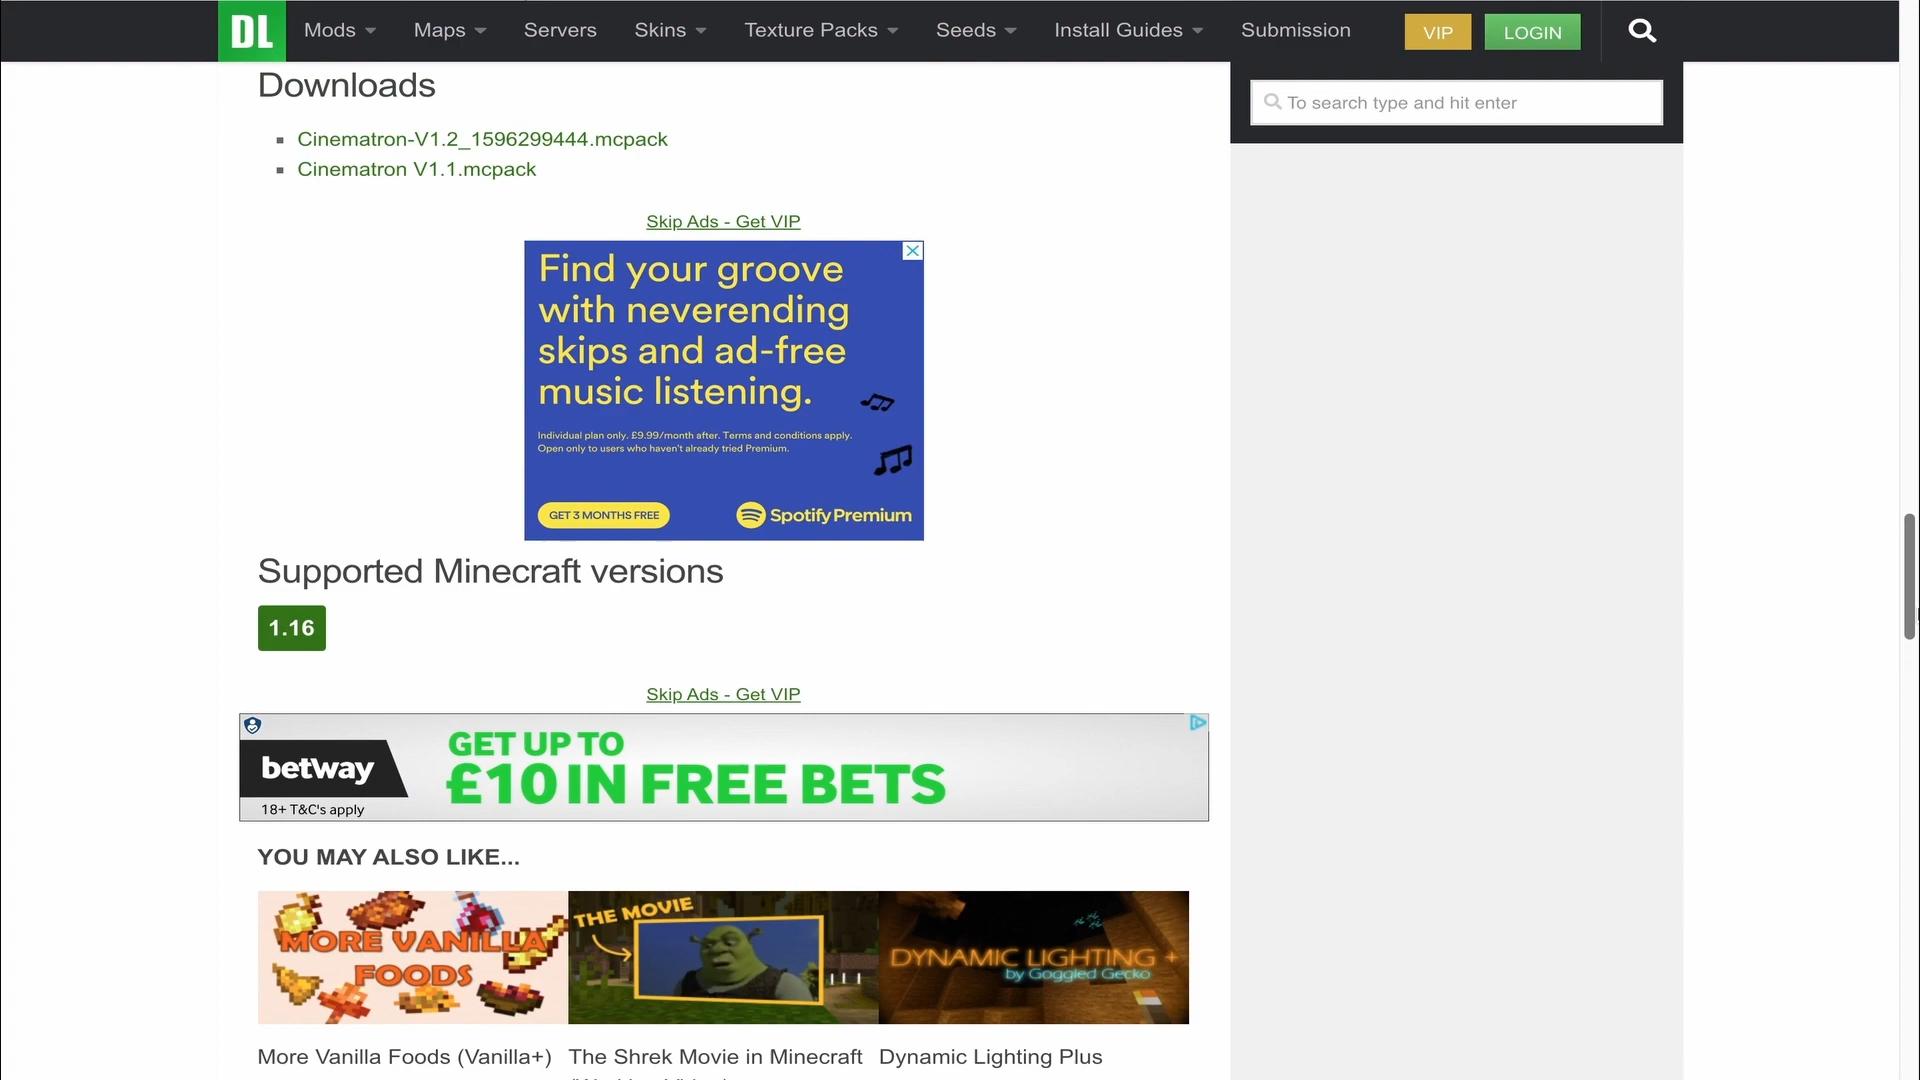 DL
Mods
Maps
Servers
Skins
Texture Packs
Seeds
Install Guides
Submission
VIP
LOGIN
To search type and hit enter
Downloads
Cinematron-V1.2_1596299444.mcpack
Cinematron V1.1.mcpack
Skip Ads - Get VIP
Find your groove
with neverending
skips and ad-free
music listening.
Individual plan only. £9.99/month after. Terms and conditions apply.
Open only to users who haven't already tried Premium.
GET 3 MONTHS FREE
Spotify Premium
Supported Minecraft versions
1.16
Skip Ads - Get VIP
betway
18+ T&C's apply
GET UP TO
£10 IN FREE BETS
YOU MAY ALSO LIKE...
MORE VANILLA
FOODS
THE MOVIE
DYNAMIC LIGHTING +
by Goggled Gecko
More Vanilla Foods (Vanilla+)
The Shrek Movie in Minecraft
Dynamic Lighting Plus